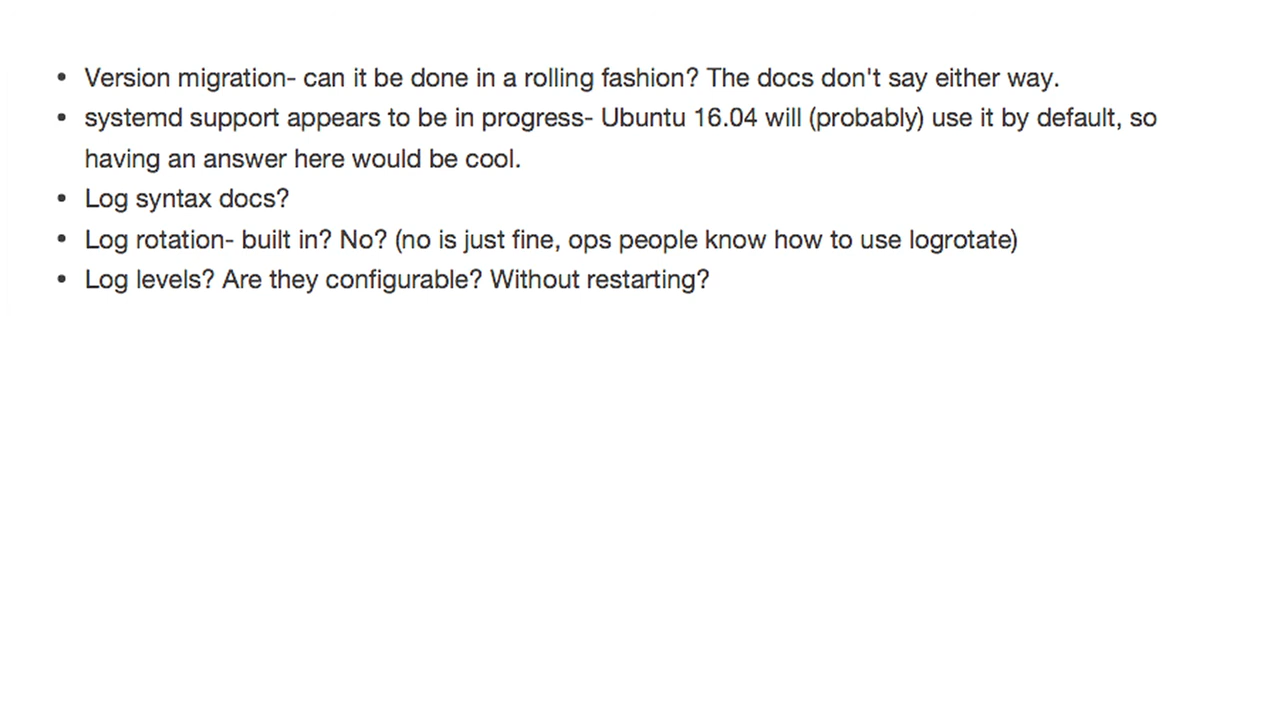 • Version migration- can it be done in a rolling fashion? The docs don't say either way.
• systemd support appears to be in progress- Ubuntu 16.04 will (probably) use it by default, so
having an answer here would be cool.
• Log syntax docs?
• Log rotation- built in? No? (no is just fine, ops people know how to use logrotate)
• Log levels? Are they configurable? Without restarting?